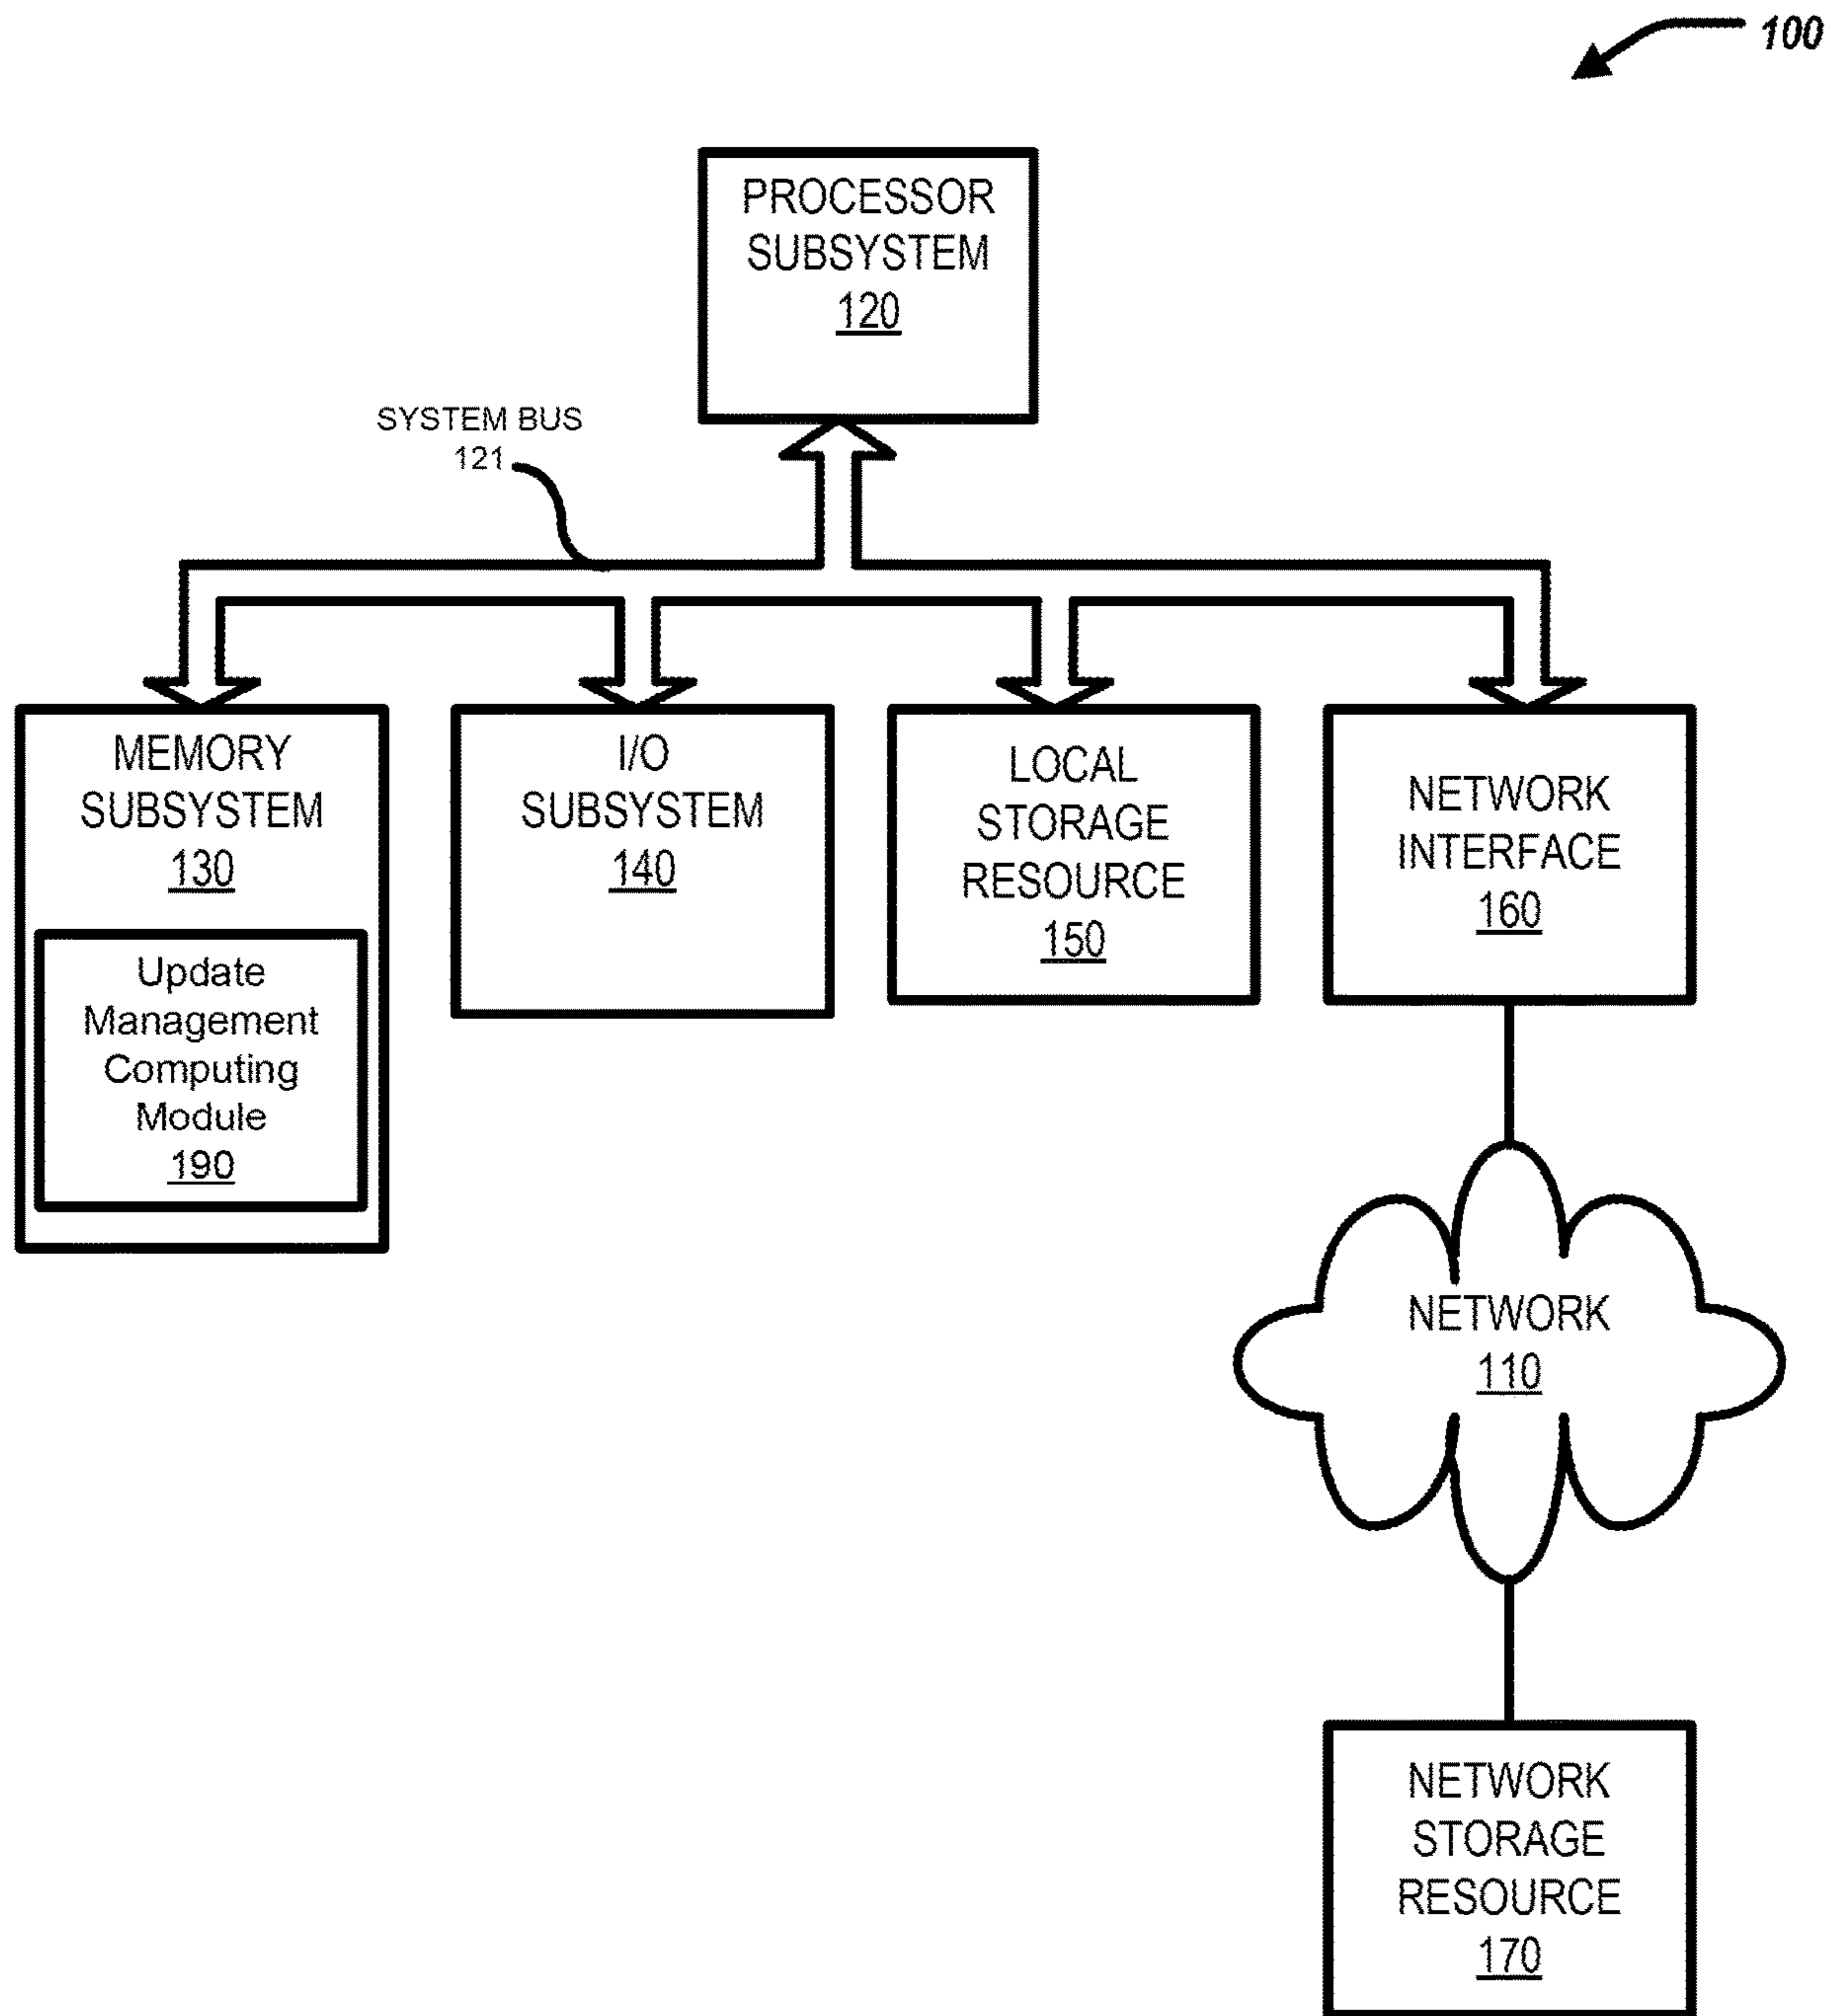 100
PROCESSOR
SUBSYSTEM
120
SYSTEM BUS
121
MEMORY
SUBSYSTEM
130
Update
Management
Computing
Module
190
I/O
SUBSYSTEM
140
LOCAL
STORAGE
RESOURCE
150
NETWORK
INTERFACE
160
NETWORK
110
NETWORK
STORAGE
RESOURCE
170